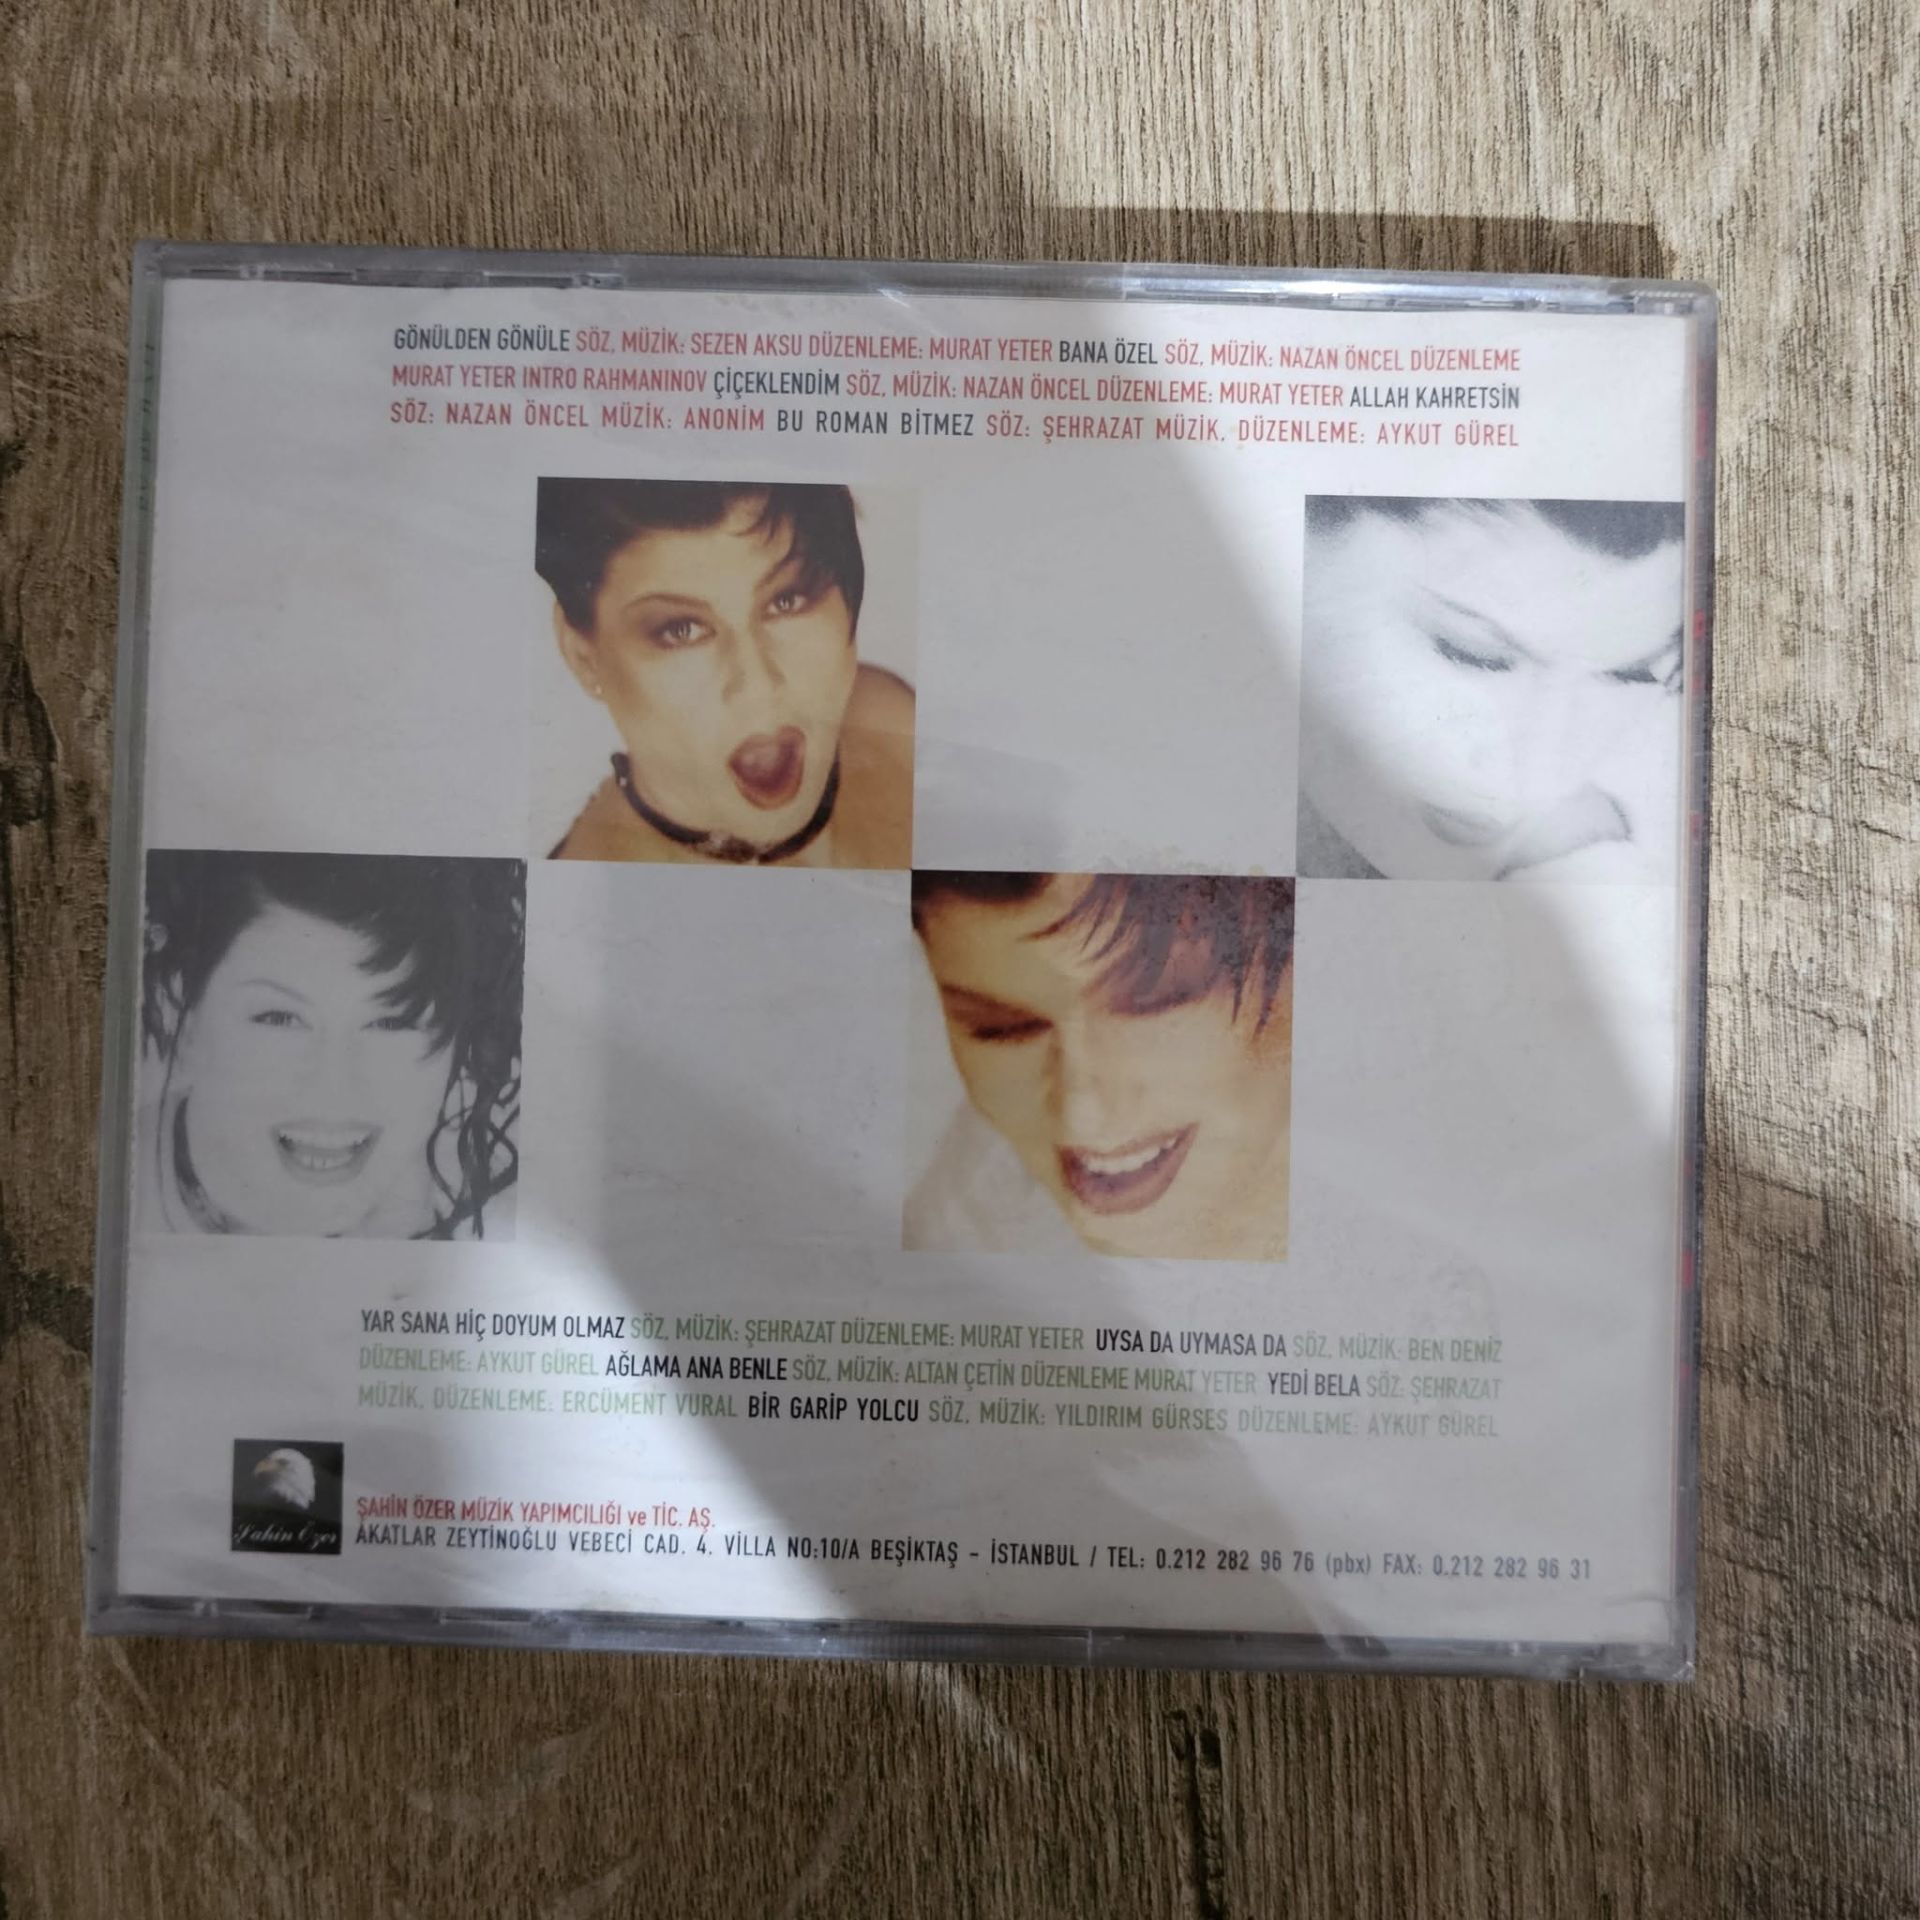 GÖNÜLDEN GÖNÜLE SÖZ, MÜZİK: SEZEN AKSU DÜZENLEME: MURAT YETER BANA ÖZEL SÖZ, MÜZİK: NAZAN ÖNCEL DÜZENLEME
MURAT YETER INTRO RAHMANINOV ÇİÇEKLENDİM SÖZ, MÜZİK: NAZAN ÖNCEL DÜZENLEME: MURAT YETER ALLAH KAHRETSİN
SÖZ: NAZAN ÖNCEL MÜZİK: ANONİM BU ROMAN BİTMEZ SÖZ: ŞEHRAZAT MÜZİK, DÜZENLEME: AYKUT GÜREL
YAR SANA HİÇ DOYUM OLMAZ SÖZ, MÜZİK: ŞEHRAZAT DÜZENLEME: MURAT YETER UYSA DA UYMASA DA SÖZ, MÜZİK: BEN DENİZ
DÜZENLEME: AYKUT GÜREL AĞLAMA ANA BENLE SÖZ, MÜZİK: ALTAN ÇETİN DÜZENLEME MURAT YETER YEDİ BELA SÖZ: ŞEHRAZAT
MÜZİK, DÜZENLEME: ERCÜMENT VURAL BİR GARİP YOLCU SÖZ, MÜZİK: YILDIRIM GÜRSES DÜZENLEME: AYKUT GÜREL
Şahin Özer
ŞAHİN ÖZER MÜZİK YAPIMCILIĞI ve TİC. AŞ.
AKATLAR ZEYTİNOĞLU VEBECİ CAD. 4. VİLLA NO:10/A BEŞİKTAŞ - İSTANBUL / TEL: 0.212 282 96 76 (pbx) FAX: 0.212 282 96 31